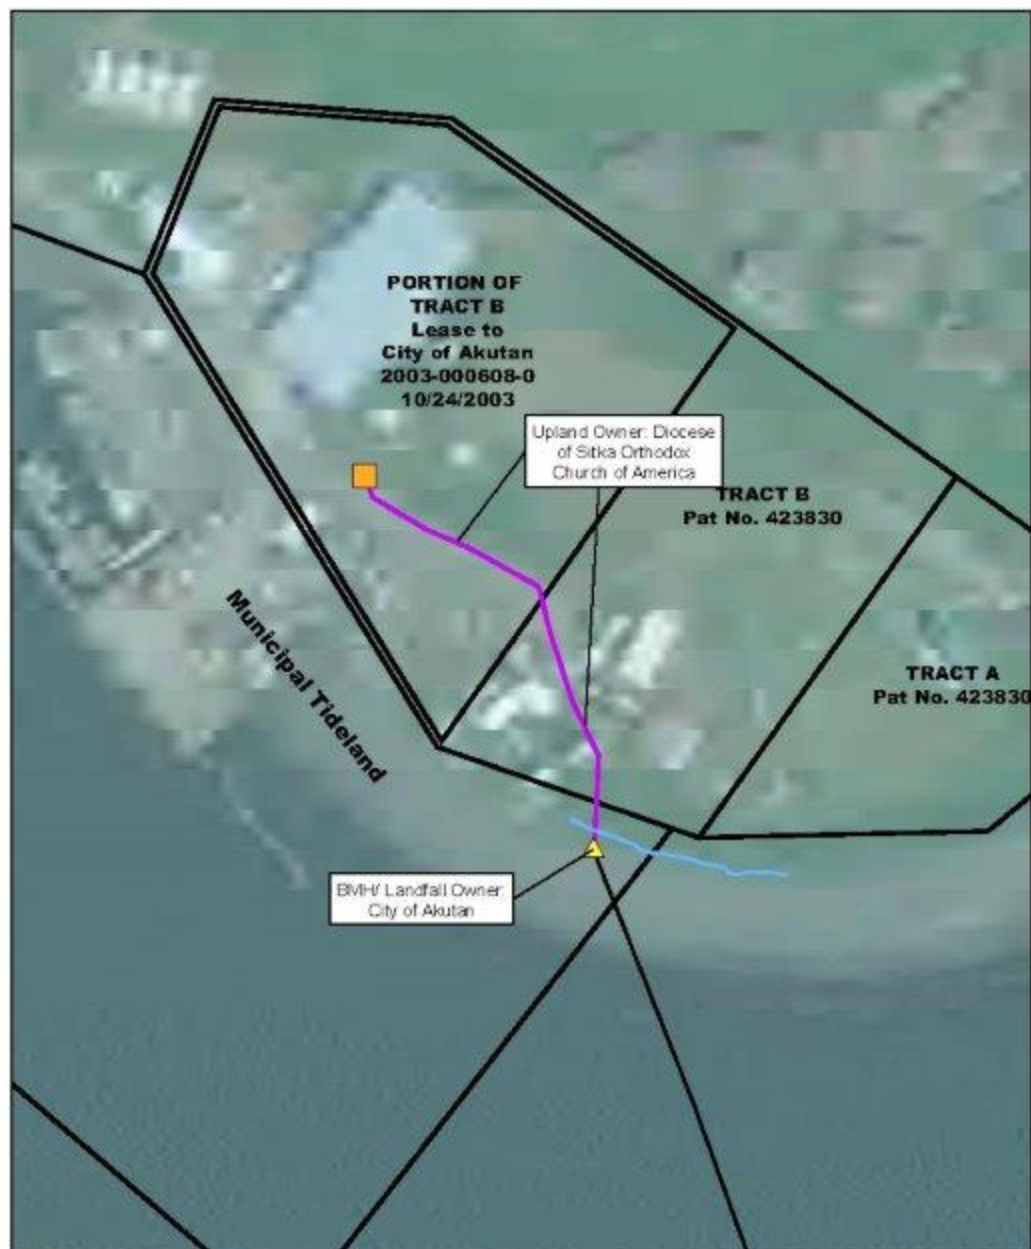 PORTION OF
TRACT B
Lease to
City of Akutan
2003-000608-0
10/24/2003
Upland Owner: Diocese
of Sitka Orthodox
Church of America
TRACT B
Pat No. 423830
Municipal Tideland
TRACT A
Pat No. 423830
BMH/ Landfall Owner:
City of Akutan